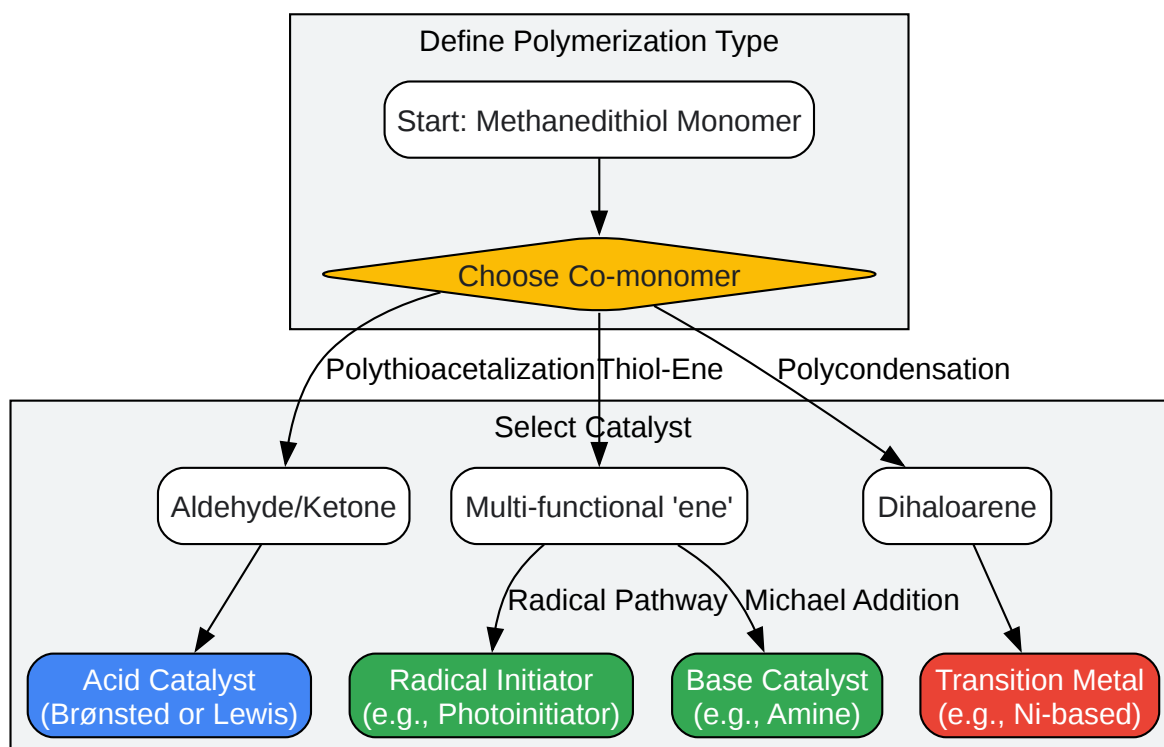 Define Polymerization Type
Start: Methanedithiol Monomer
Choose Co-monomer
Polythioacetalization
Thiol-Ene
Polycondensation
Select Catalyst
Aldehyde/Ketone
Multi-functional 'ene'
Dihaloarene
Radical Pathway
Michael Addition
Acid Catalyst
(Brønsted or Lewis)
Radical Initiator
(e.g., Photoinitiator)
Base Catalyst
(e.g., Amine)
Transition Metal
(e.g., Ni-based)